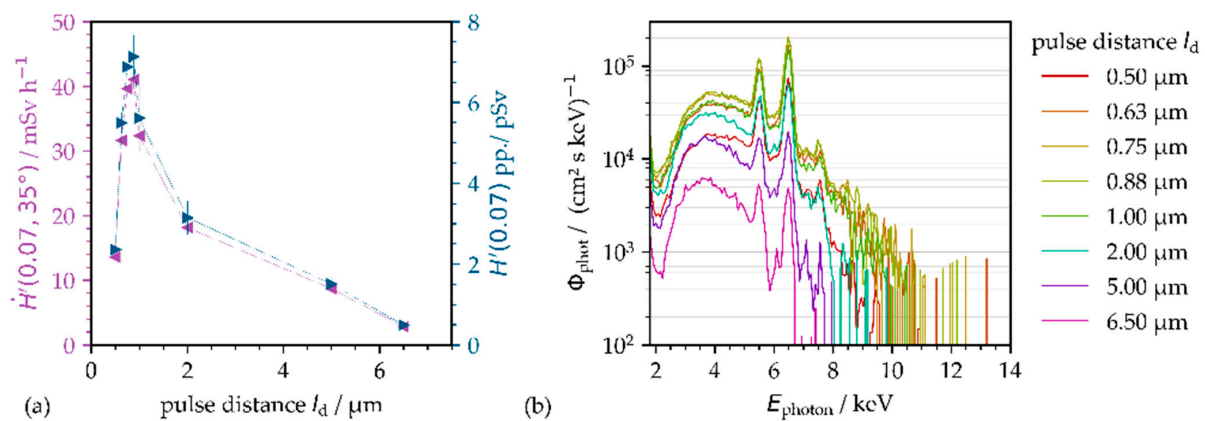 50
40
30
20
10
0
Ḣ′(0.07, 35°) / mSv h⁻¹
8
6
4
2
0
H′(0.07) pp./ pSv
0 2 4 6
pulse distance l_d / µm
(a)
10⁵
10⁴
10³
10²
Φ_phot / (cm² s keV)⁻¹
2 4 6 8 10 12 14
E_photon / keV
(b)
pulse distance l_d
0.50 µm
0.63 µm
0.75 µm
0.88 µm
1.00 µm
2.00 µm
5.00 µm
6.50 µm